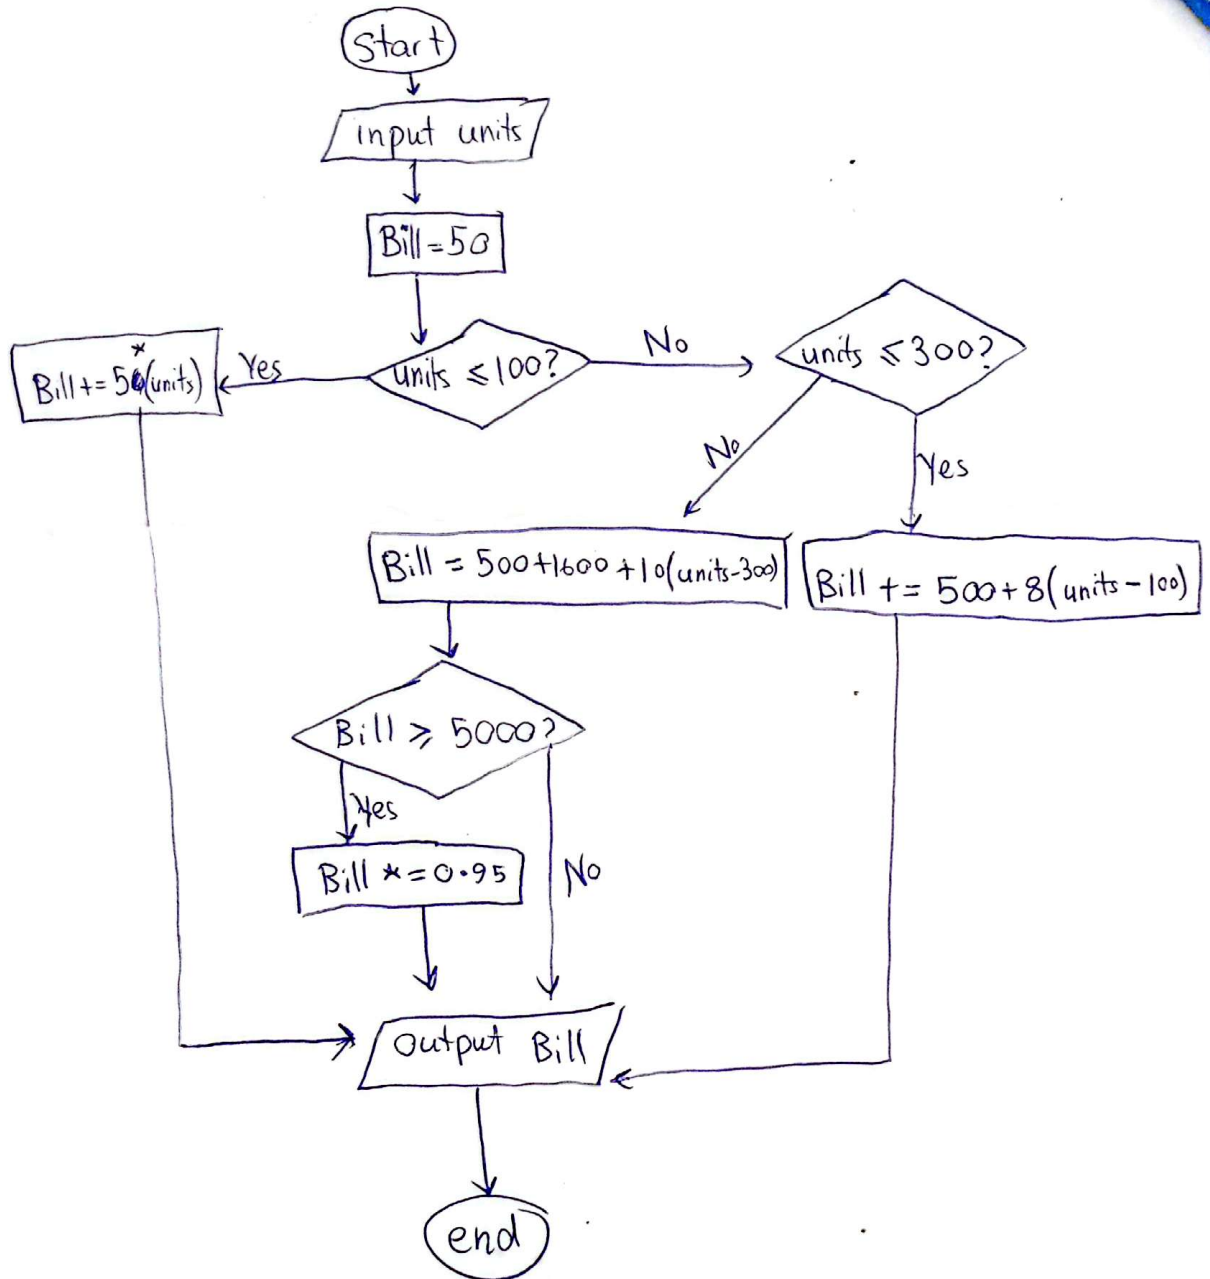 Start
input units
Bill=50
units ≤100?
Yes
No
*
Bill += 5(units)
units ≤300?
No
Yes
Bill = 500+1600+10(units-300)
Bill += 500+8(units-100)
Bill ≥ 5000?
Yes
No
Bill *=0.95
output Bill
end